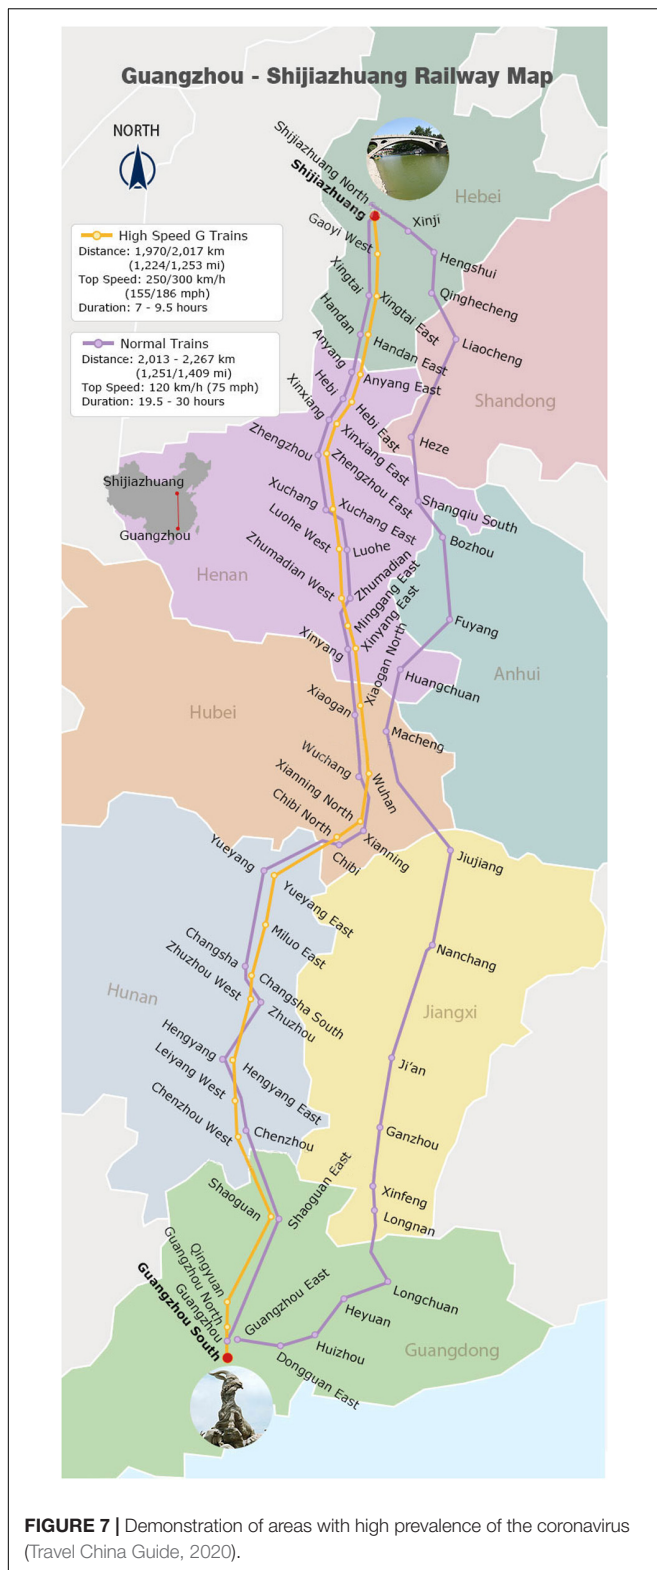 Guangzhou - Shijiazhuang Railway Map
NORTH
Shijiazhuang North
Shijiazhuang
Hebei
Xinji
Gaoyi West
High Speed G Trains
Distance: 1,970/2,017 km
(1,224/1,253 mi)
Top Speed: 250/300 km/h
(155/186 mph)
Duration: 7 - 9.5 hours
Hengshui
Xingtai
Qinghecheng
Xingtai East
Handan
Liaocheng
Handan East
Normal Trains
Distance: 2,013 - 2,267 km
(1,251/1,409 mi)
Top Speed: 120 km/h (75 mph)
Duration: 19.5 - 30 hours
Anyang
Anyang East
Hebi
Shandong
Xinxiang
Hebi East
Zhengzhou
Xinxiang East
Heze
Zhengzhou East
Shijiazhuang
Guangzhou
Xuchang
Xuchang East
Shangqiu South
Luohe West
Luohe
Bozhou
Henan
Zhumadian West
Zhumadian
Minggang East
Xinyang East
Fuyang
Xinyang
Xiaogan North
Huangchuan
Anhui
Hubei
Xiaogan
Macheng
Wuchang
Wuhan
Xianning North
Chibi North
Xianning
Yueyang
Chibi
Jiujiang
Yueyang East
Miluo East
Changsha
Nanchang
Zhuzhou West
Changsha South
Hunan
Zhuzhou
Jiangxi
Hengyang
Ji'an
Leiyang West
Hengyang East
Chenzhou West
Chenzhou
Ganzhou
Shaoguan
Shaoguan East
Xinfeng
Longnan
Qingyuan
Guangzhou North
Guangzhou
Guangzhou South
Guangzhou East
Longchuan
Heyuan
Huizhou
Guangdong
Dongguan East
FIGURE 7 | Demonstration of areas with high prevalence of the coronavirus
(Travel China Guide, 2020).